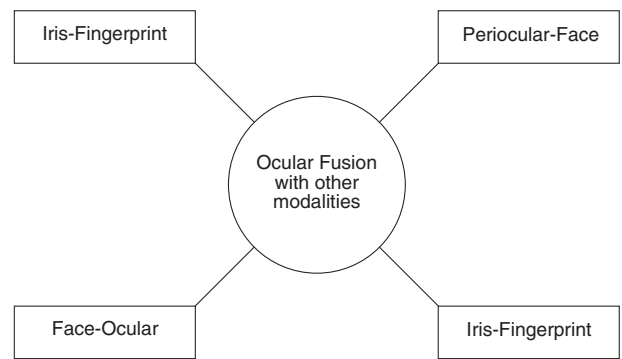 Iris-Fingerprint
Periocular-Face
Ocular Fusion
with other
modalities
Face-Ocular
Iris-Fingerprint